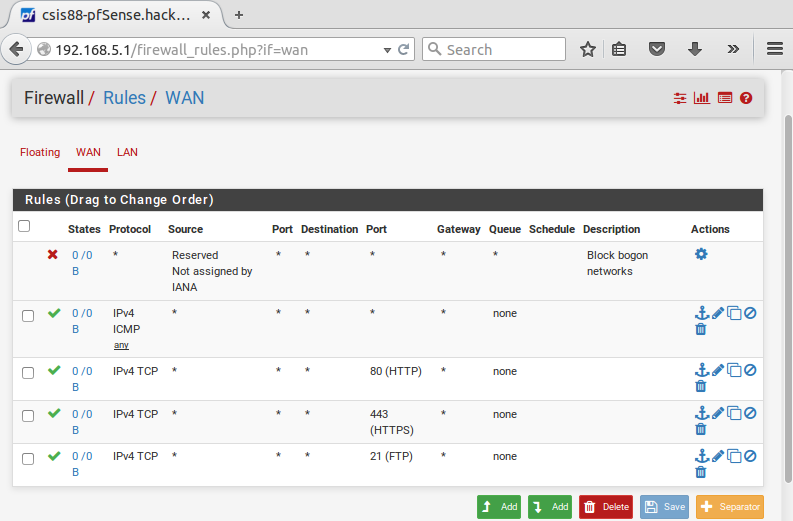 csis88-pfSense.hack...
192.168.5.1/firewall_rules.php?if=wan
Search
Firewall / Rules / WAN
Floating WAN LAN
Rules (Drag to Change Order)
States Protocol Source Port Destination Port Gateway Queue Schedule Description Actions
0 /0 * Reserved * * * * * Block bogon
B Not assigned by networks
IANA
0 /0 IPv4 * * * * * none
B ICMP
any
0 /0 IPv4 TCP * * * 80 (HTTP) * none
B
0 /0 IPv4 TCP * * * 443 * none
B (HTTPS)
0 /0 IPv4 TCP * * * 21 (FTP) * none
B
Add Add Delete Save Separator